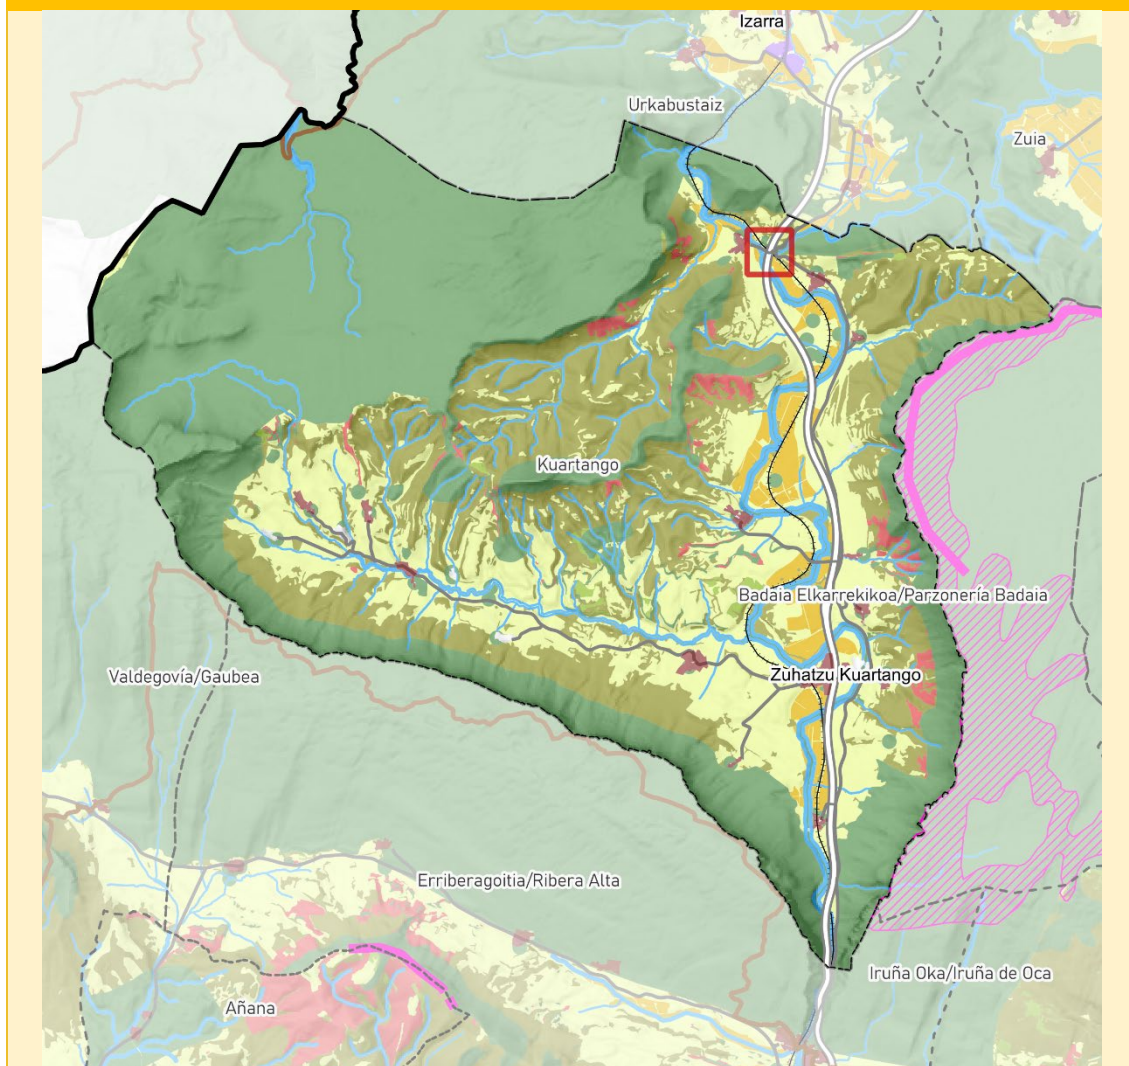 Izarra
Urkabustaiz
Zuia
Kuartango
Badaia Elkarrekikoa/Parzonería Badaia
Zuhatzu Kuartango
Valdegovía/Gaubea
Erriberagoitia/Ribera Alta
Iruña Oka/Iruña de Oca
Añana